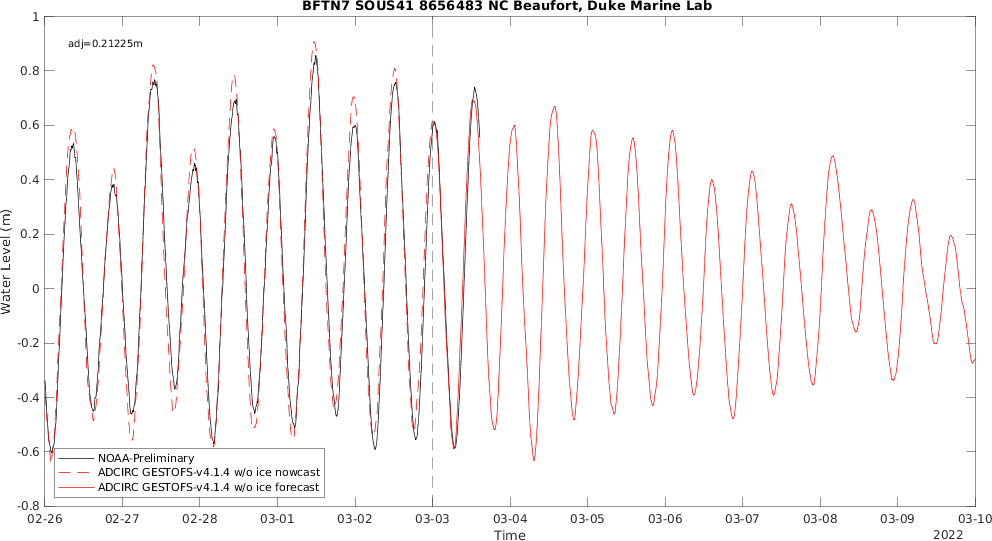 BFTN7 SOUS41 8656483 NC Beaufort, Duke Marine Lab
adj=0.21225m
1
0.8
0.6
0.4
0.2
0
-0.2
-0.4
-0.6
-0.8
Water Level (m)
NOAA-Preliminary
ADCIRC GESTOFS-v4.1.4 w/o ice nowcast
ADCIRC GESTOFS-v4.1.4 w/o ice forecast
02-26 02-27 02-28 03-01 03-02 03-03 03-04 03-05 03-06 03-07 03-08 03-09 03-10
Time
2022